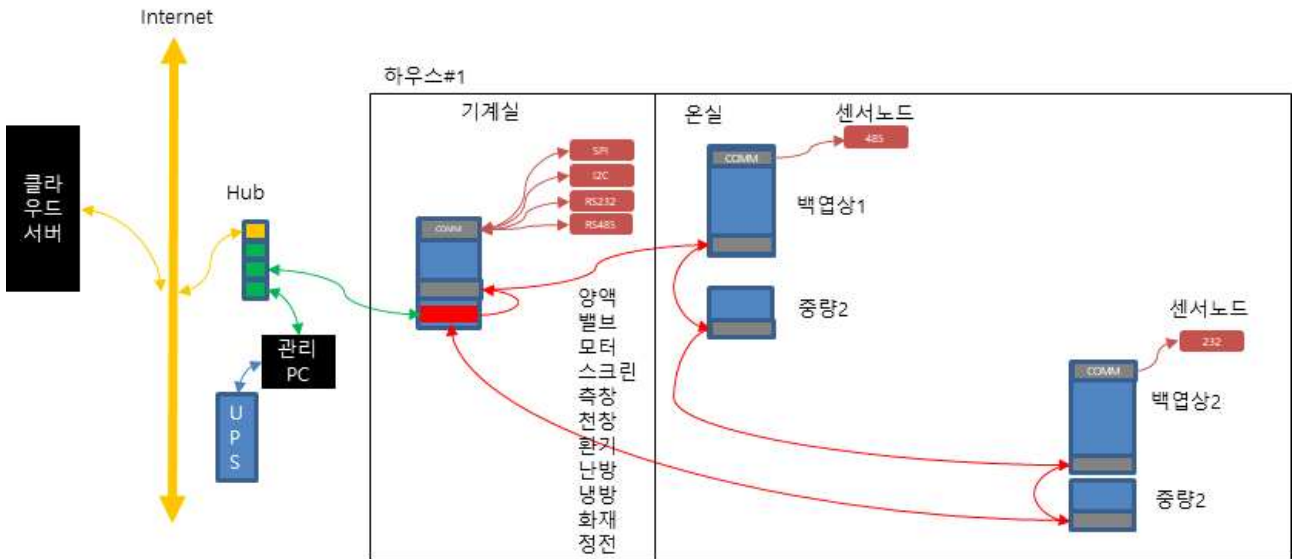 Internet
하우스#1
기계실
온실
센서노드
485
SPI
I2C
RS232
RS485
COMM
COMM
백엽상1
클라
우드
서버
Hub
양액
밸브
모터
스크린
측창
천창
환기
난방
냉방
화재
정전
중량2
센서노드
232
COMM
백엽상2
중량2
관리
PC
U
P
S